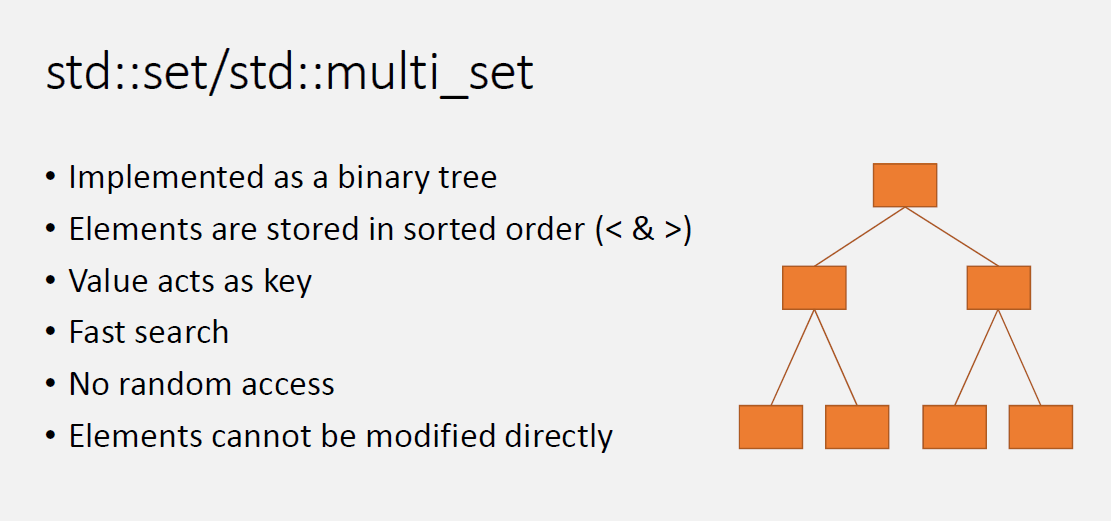 std::set/std::multi_set
• Implemented as a binary tree
• Elements are stored in sorted order (< & >)
• Value acts as key
• Fast search
• No random access
• Elements cannot be modified directly